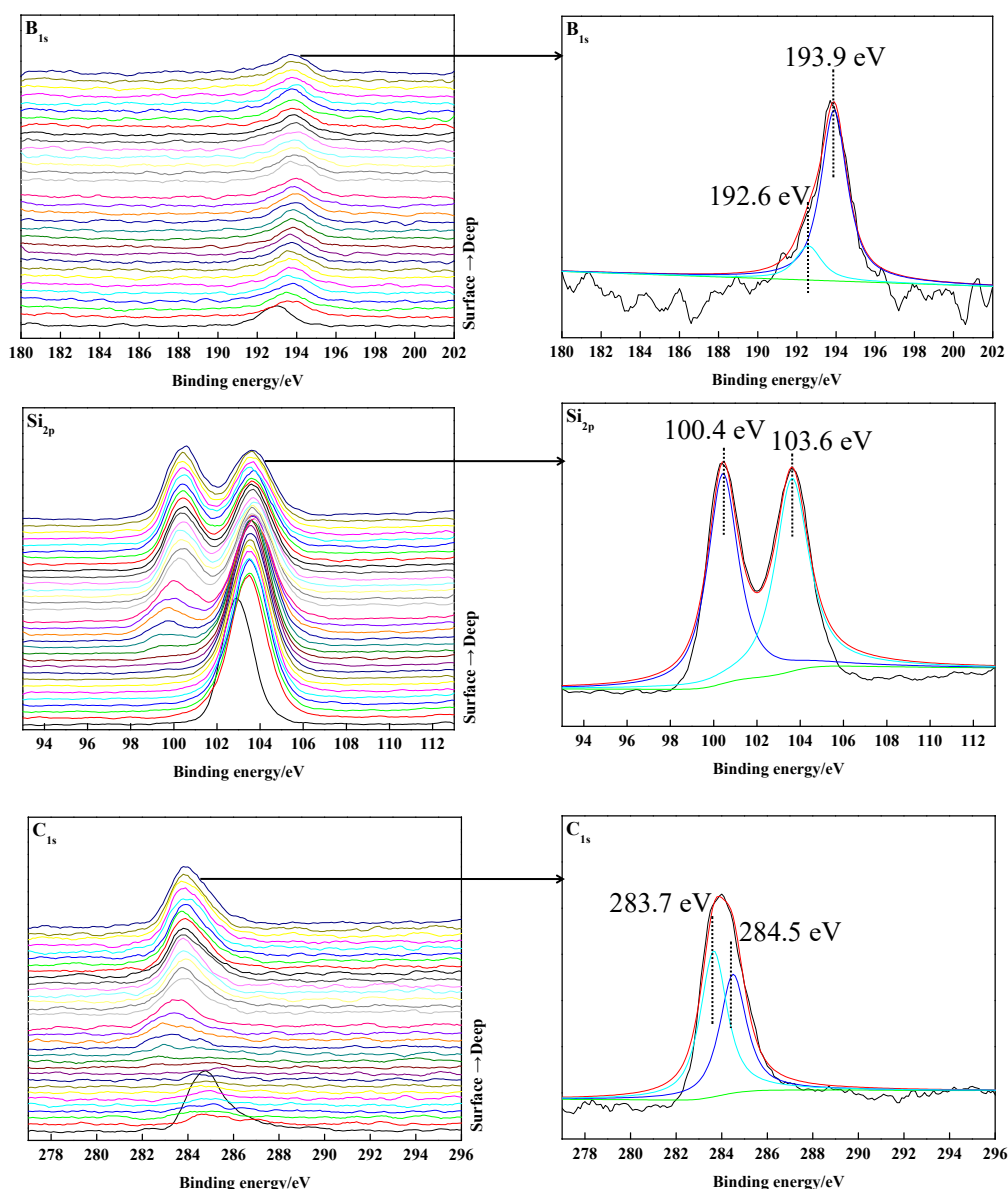 B1s
Surface → Deep
180 182 184 186 188 190 192 194 196 198 200 202
Binding energy/eV
B1s
193.9 eV
192.6 eV
180 182 184 186 188 190 192 194 196 198 200 202
Binding energy/eV
Si2p
Surface → Deep
94 96 98 100 102 104 106 108 110 112
Binding energy/eV
Si2p
100.4 eV
103.6 eV
94 96 98 100 102 104 106 108 110 112
Binding energy/eV
C1s
Surface → Deep
278 280 282 284 286 288 290 292 294 296
Binding energy/eV
C1s
283.7 eV
284.5 eV
278 280 282 284 286 288 290 292 294 296
Binding energy/eV